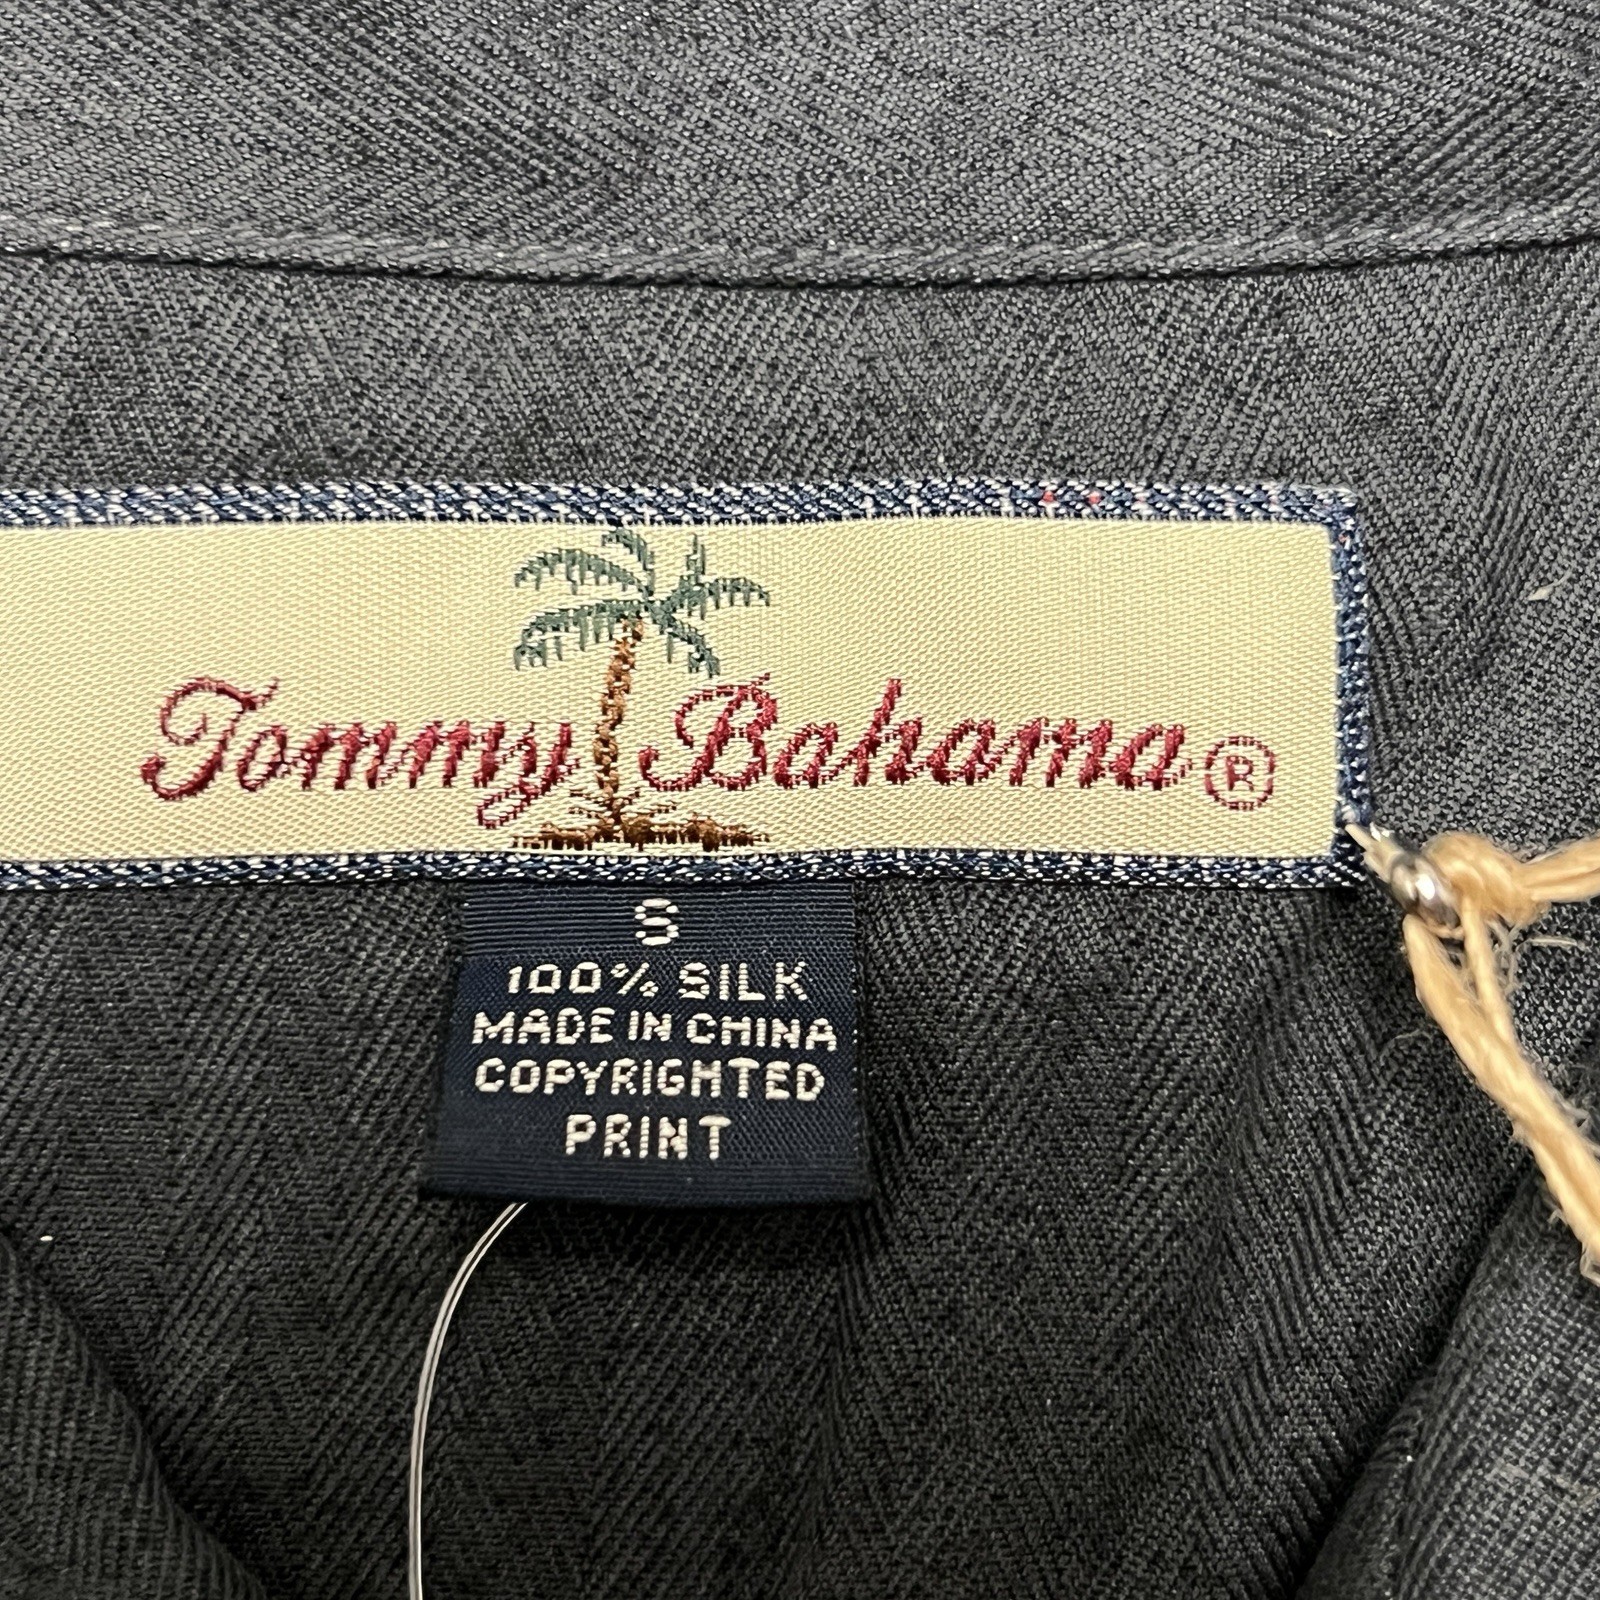 Tommy Bahama®
S
100% SILK
MADE IN CHINA
COPYRIGHTED
PRINT